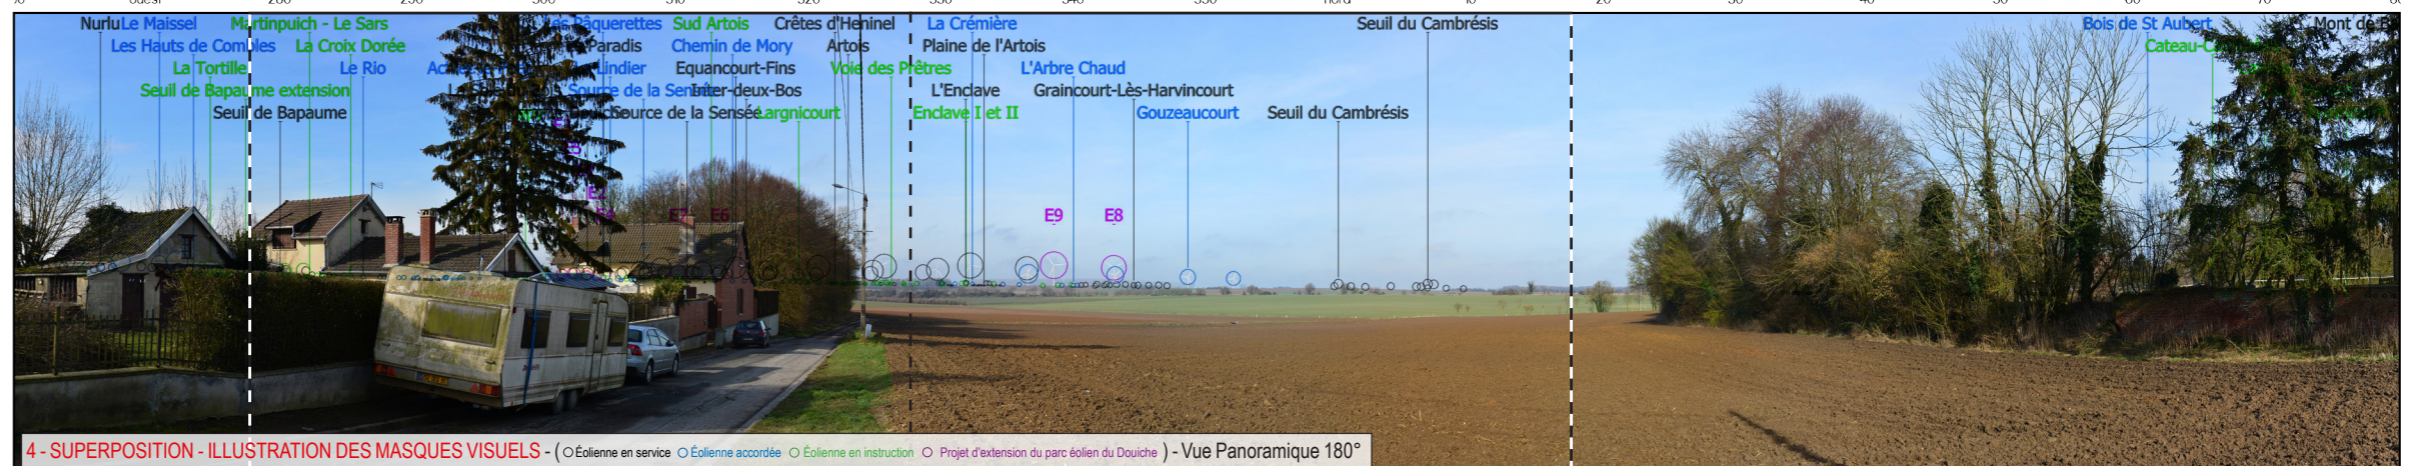 280
Nurlu Le Maissel Martinpuich - Le Sars Pâquerettes Sud Artois Crêtes d'Heninel La Crémière Seuil du Cambrésis Bois de St Aubert Mont de
Les Hauts de Combles La Croix Dorée Paradis Chemin de Mory Artois Plaine de l'Artois
La Tortille Le Rio Lindier Equancourt-Fins Voie des Prêtres L'Arbre Chaud
Seuil de Bapaume extension Source de la Sensée Inter-deux-Bos L'Enclave Graincourt-Lès-Harvincourt
Seuil de Bapaume Source de la Sensée Largnicourt Enclave I et II Gouzeaucourt Seuil du Cambrésis
E7 E6 E9 E8
4 - SUPERPOSITION - ILLUSTRATION DES MASQUES VISUELS - ( Éolienne en service Éolienne accordée Éolienne en instruction Projet d'extension du parc éolien du Douiche ) - Vue Panoramique 180°